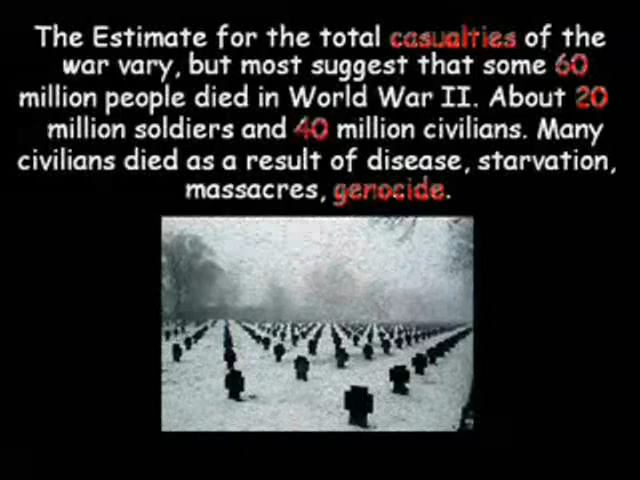 The Estimate for the total casualties of the
war vary, but most suggest that some 60
million people died in World War II. About 20
million soldiers and 40 million civilians. Many
civilians died as a result of disease, starvation,
massacres, genocide.